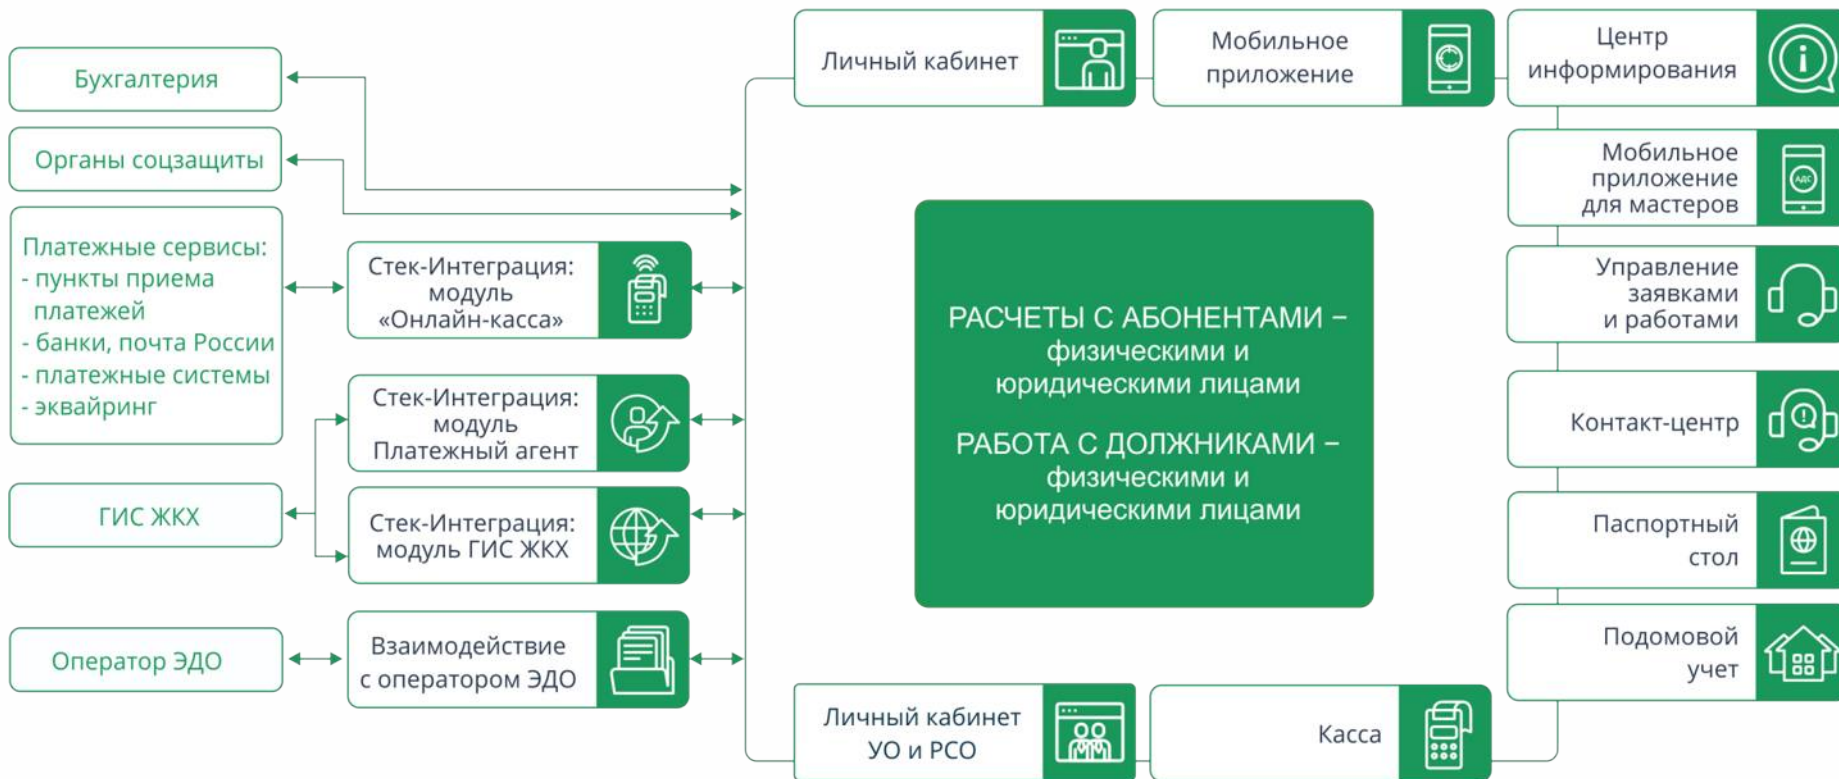 Бухгалтерия
Органы соцзащиты
Платежные сервисы:
- пункты приема
платежей
- банки, почта России
- платежные системы
- эквайринг
ГИС ЖКХ
Оператор ЭДО
Стек-Интеграция:
модуль
«Онлайн-касса»
Стек-Интеграция:
модуль
Платежный агент
Стек-Интеграция:
модуль ГИС ЖКХ
Взаимодействие
с оператором ЭДО
Личный кабинет
Мобильное
приложение
Центр
информирования
РАСЧЕТЫ С АБОНЕНТАМИ –
физическими и
юридическими лицами
РАБОТА С ДОЛЖНИКАМИ –
физическими и
юридическими лицами
Мобильное
приложение
для мастеров
АДС
Управление
заявками
и работами
Контакт-центр
Паспортный
стол
Подомовой
учет
Личный кабинет
УО и РСО
Касса